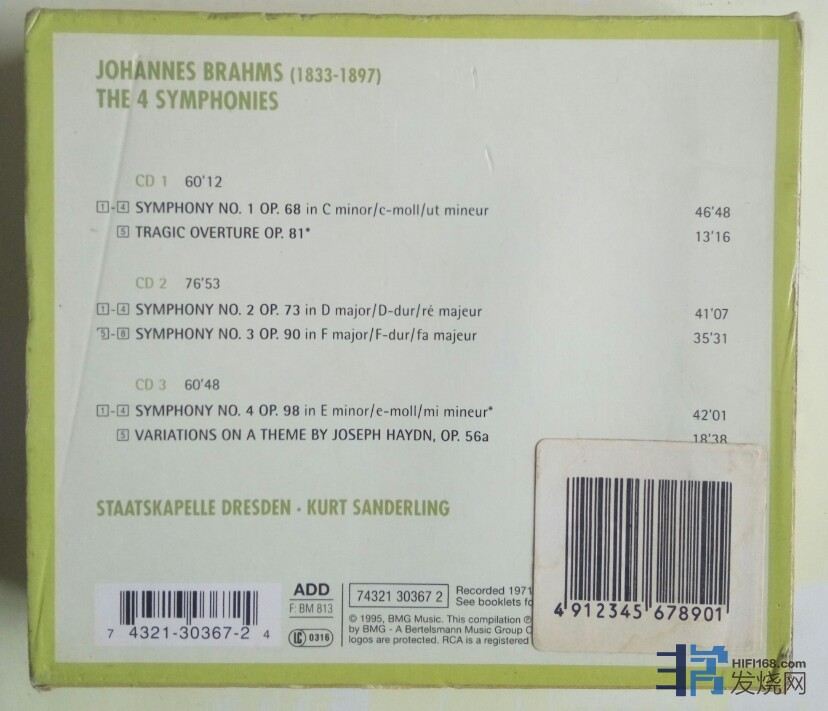 JOHANNES BRAHMS (1833-1897)
THE 4 SYMPHONIES
CD 1 60'12
1-4 SYMPHONY NO. 1 OP. 68 in C minor/c-moll/ut mineur 46'48
5 TRAGIC OVERTURE OP. 81* 13'16
CD 2 76'53
1-4 SYMPHONY NO. 2 OP. 73 in D major/D-dur/ré majeur 41'07
5-8 SYMPHONY NO. 3 OP. 90 in F major/F-dur/fa majeur 35'31
CD 3 60'48
1-4 SYMPHONY NO. 4 OP. 98 in E minor/e-moll/mi mineur* 42'01
5 VARIATIONS ON A THEME BY JOSEPH HAYDN, OP. 56a 18'38
STAATSKAPELLE DRESDEN · KURT SANDERLING
7 4321-30367-2 4
ADD
F: BM 813
LC 0316
74321 30367 2
Recorded 1971
See booklets fo
© 1995, BMG Music. This compilation ℗
by BMG - A Bertelsmann Music Group C
logos are protected. RCA is a registered
4 912345 678901
HIFI168.com
发烧网